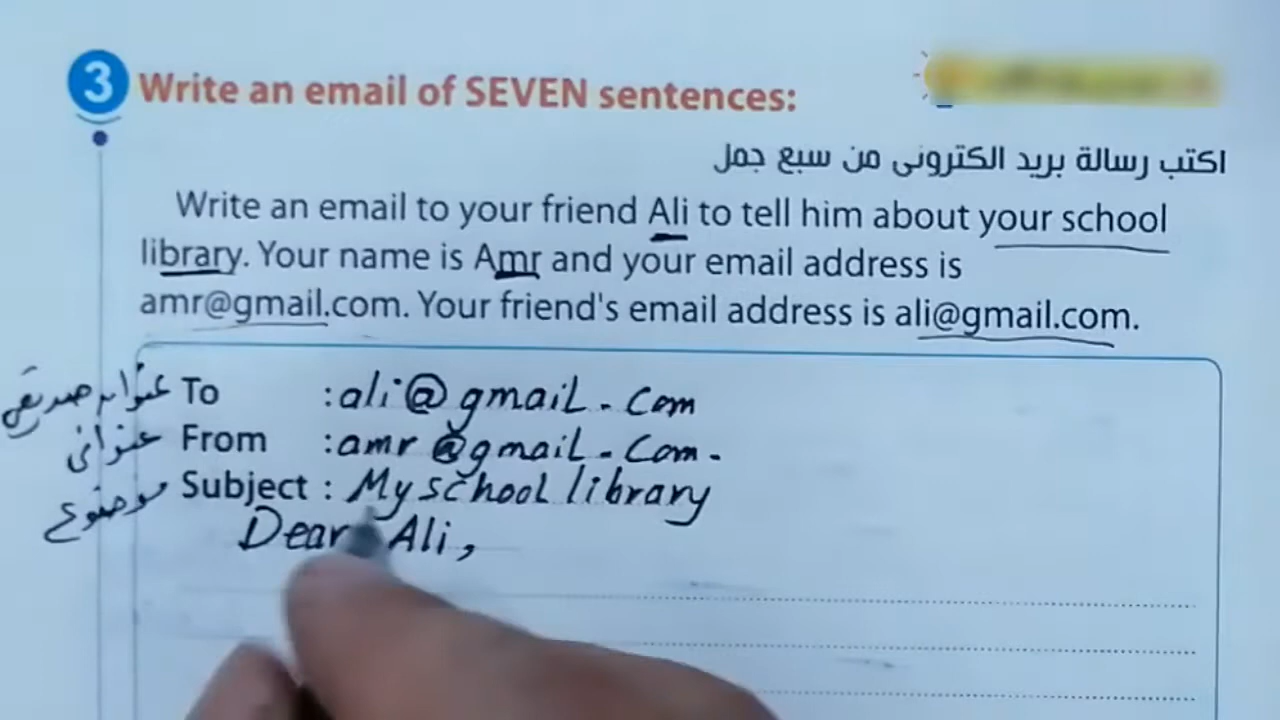 3 Write an email of SEVEN sentences:
اكتب رسالة بريد الكترونى من سبع جمل
Write an email to your friend Ali to tell him about your school
library. Your name is Amr and your email address is
amr@gmail.com. Your friend's email address is ali@gmail.com.
عنوان صديقى To :ali@gmail.com
عنوانى From :amr@gmail.com.
موضوع Subject : My school library
Dear Ali,